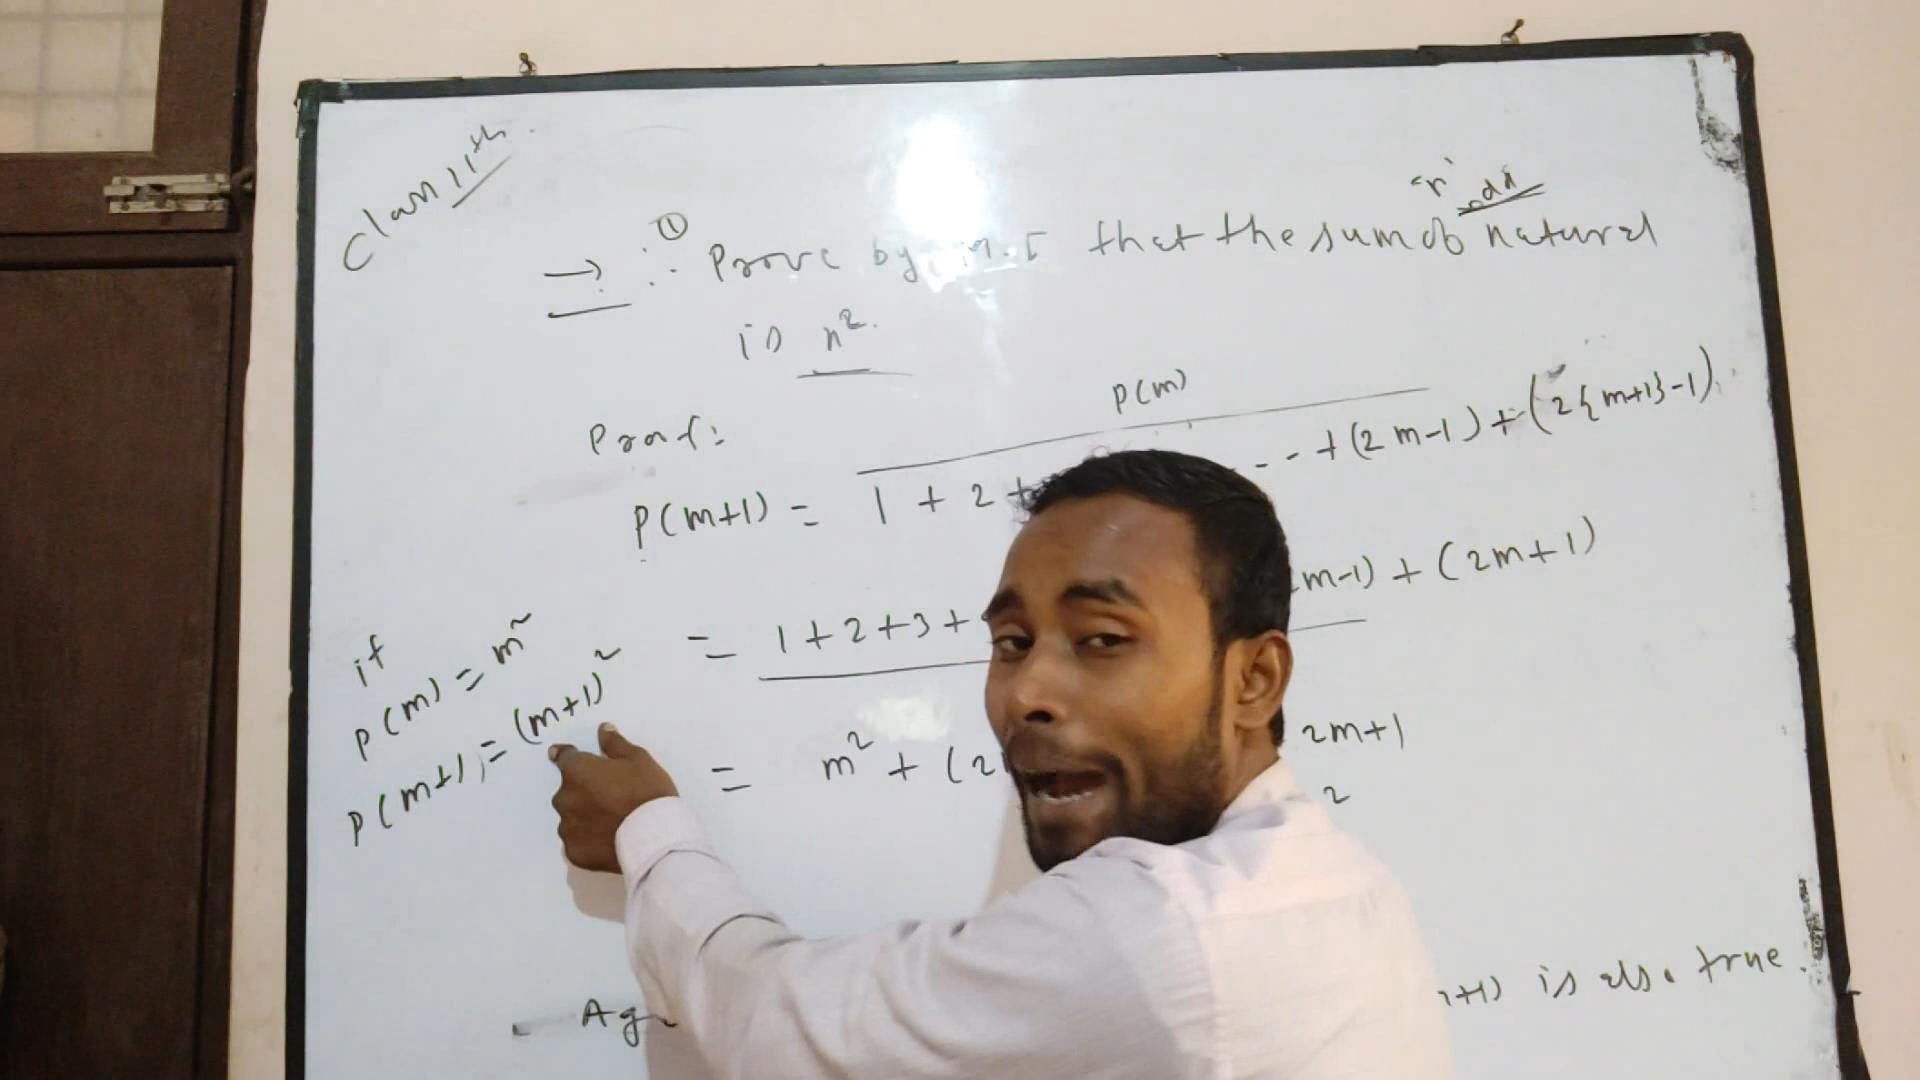 Class 11th.
'n' odd
→ ① Prove by M.I that the sum of natural
is n².
Proof:
P(m)
P(m+1) = 1 + 2 + ... + (2m-1) + (2{m+1}-1)
= 1+2+3+ m-1) + (2m+1)
if
P(m) = m²
P(m+1) = (m+1)²
= m² + (2 2m+1
2
+1) is also true.